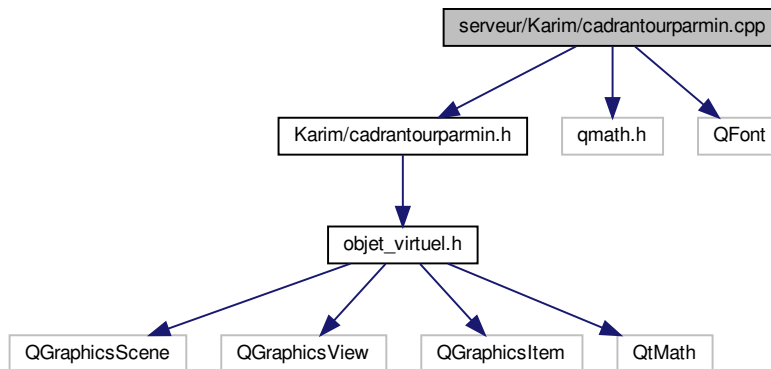 serveur/Karim/cadrantourparmin.cpp
Karim/cadrantourparmin.h
qmath.h
QFont
objet_virtuel.h
QGraphicsScene
QGraphicsView
QGraphicsItem
QtMath